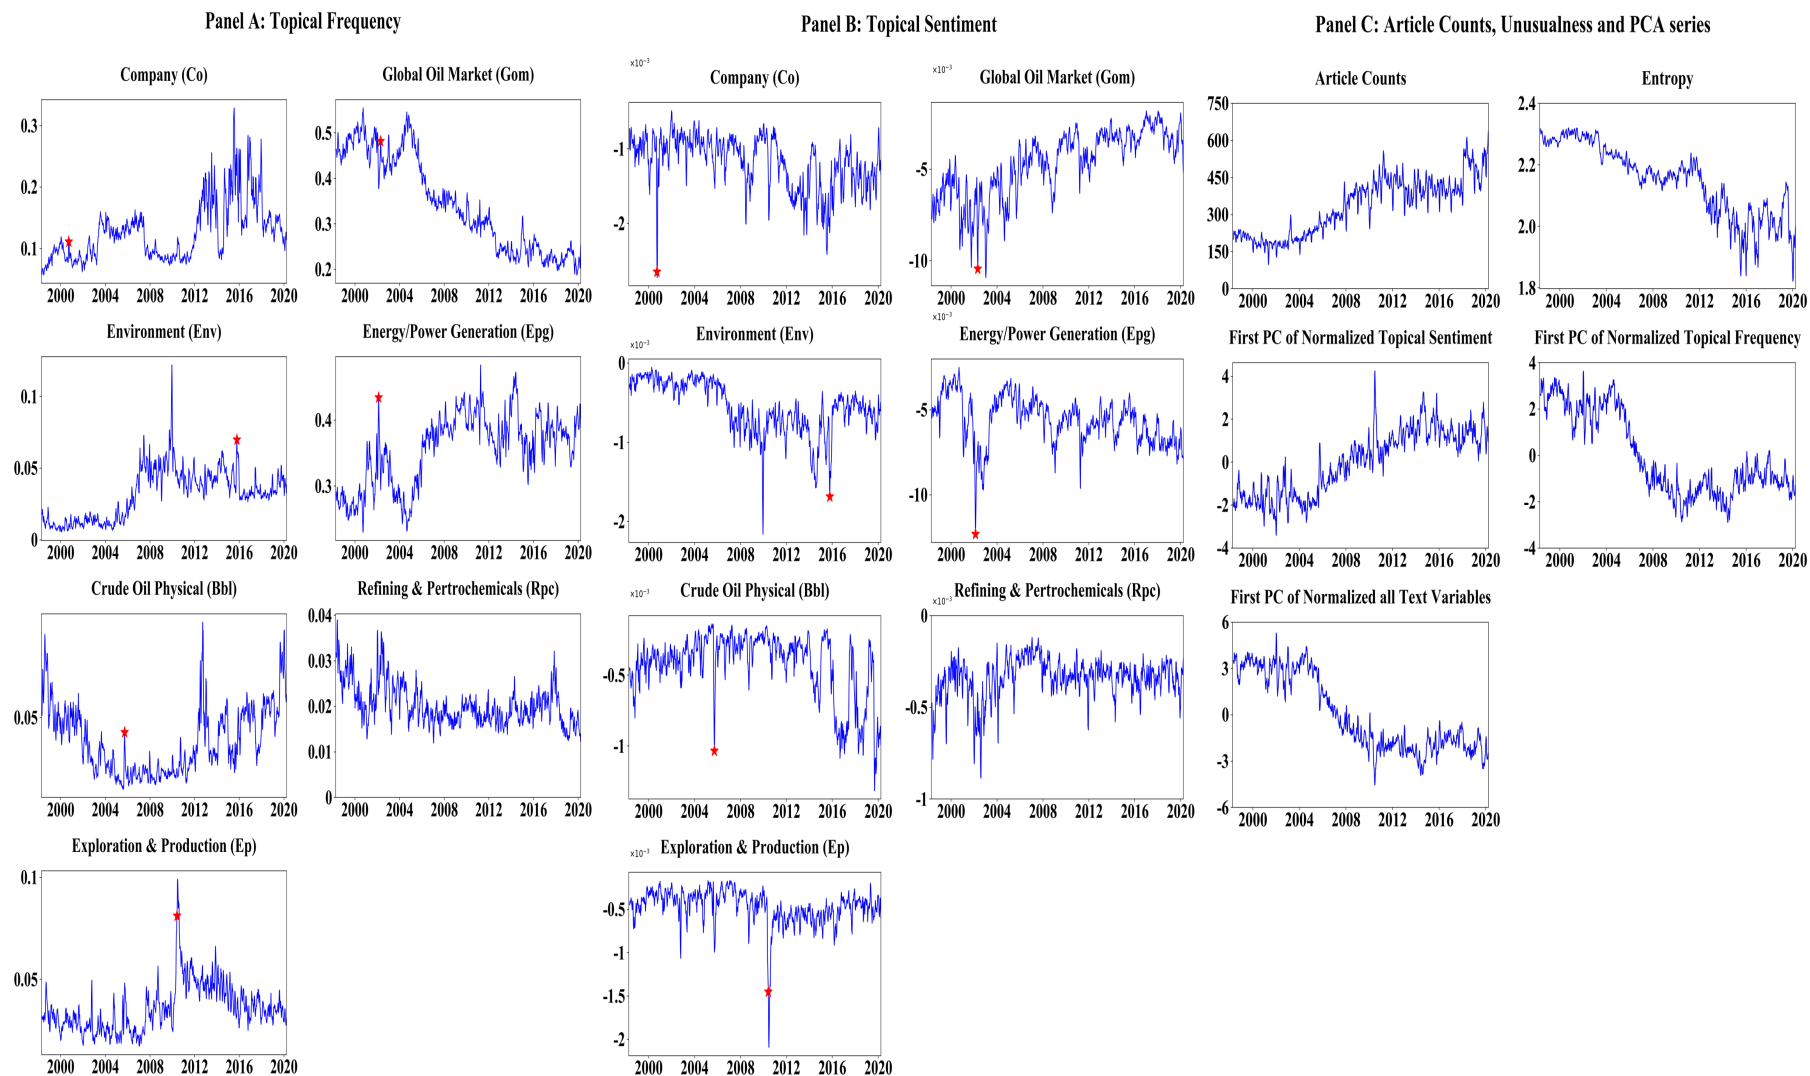 Panel A: Topical Frequency
Panel B: Topical Sentiment
Panel C: Article Counts, Unusualness and PCA series
Company (Co)
0.3
0.2
0.1
2000 2004 2008 2012 2016 2020
Global Oil Market (Gom)
0.5
0.4
0.3
0.2
2000 2004 2008 2012 2016 2020
×10⁻³
Company (Co)
-1
-2
2000 2004 2008 2012 2016 2020
×10⁻³
Global Oil Market (Gom)
-5
-10
2000 2004 2008 2012 2016 2020
Article Counts
750
600
450
300
150
0
2000 2004 2008 2012 2016 2020
Entropy
2.4
2.2
2.0
1.8
2000 2004 2008 2012 2016 2020
Environment (Env)
0.1
0.05
0
2000 2004 2008 2012 2016 2020
Energy/Power Generation (Epg)
0.4
0.3
2000 2004 2008 2012 2016 2020
×10⁻³
Environment (Env)
0
-1
-2
2000 2004 2008 2012 2016 2020
×10⁻³
Energy/Power Generation (Epg)
-5
-10
2000 2004 2008 2012 2016 2020
First PC of Normalized Topical Sentiment
4
2
0
-2
-4
2000 2004 2008 2012 2016 2020
First PC of Normalized Topical Frequency
4
2
0
-2
-4
2000 2004 2008 2012 2016 2020
Crude Oil Physical (Bbl)
0.05
2000 2004 2008 2012 2016 2020
Refining & Pertrochemicals (Rpc)
0.04
0.03
0.02
0.01
0
2000 2004 2008 2012 2016 2020
×10⁻³
Crude Oil Physical (Bbl)
-0.5
-1
2000 2004 2008 2012 2016 2020
×10⁻³
Refining & Pertrochemicals (Rpc)
0
-0.5
-1
2000 2004 2008 2012 2016 2020
First PC of Normalized all Text Variables
6
3
0
-3
-6
2000 2004 2008 2012 2016 2020
Exploration & Production (Ep)
0.1
0.05
2000 2004 2008 2012 2016 2020
×10⁻³
Exploration & Production (Ep)
-0.5
-1
-1.5
-2
2000 2004 2008 2012 2016 2020